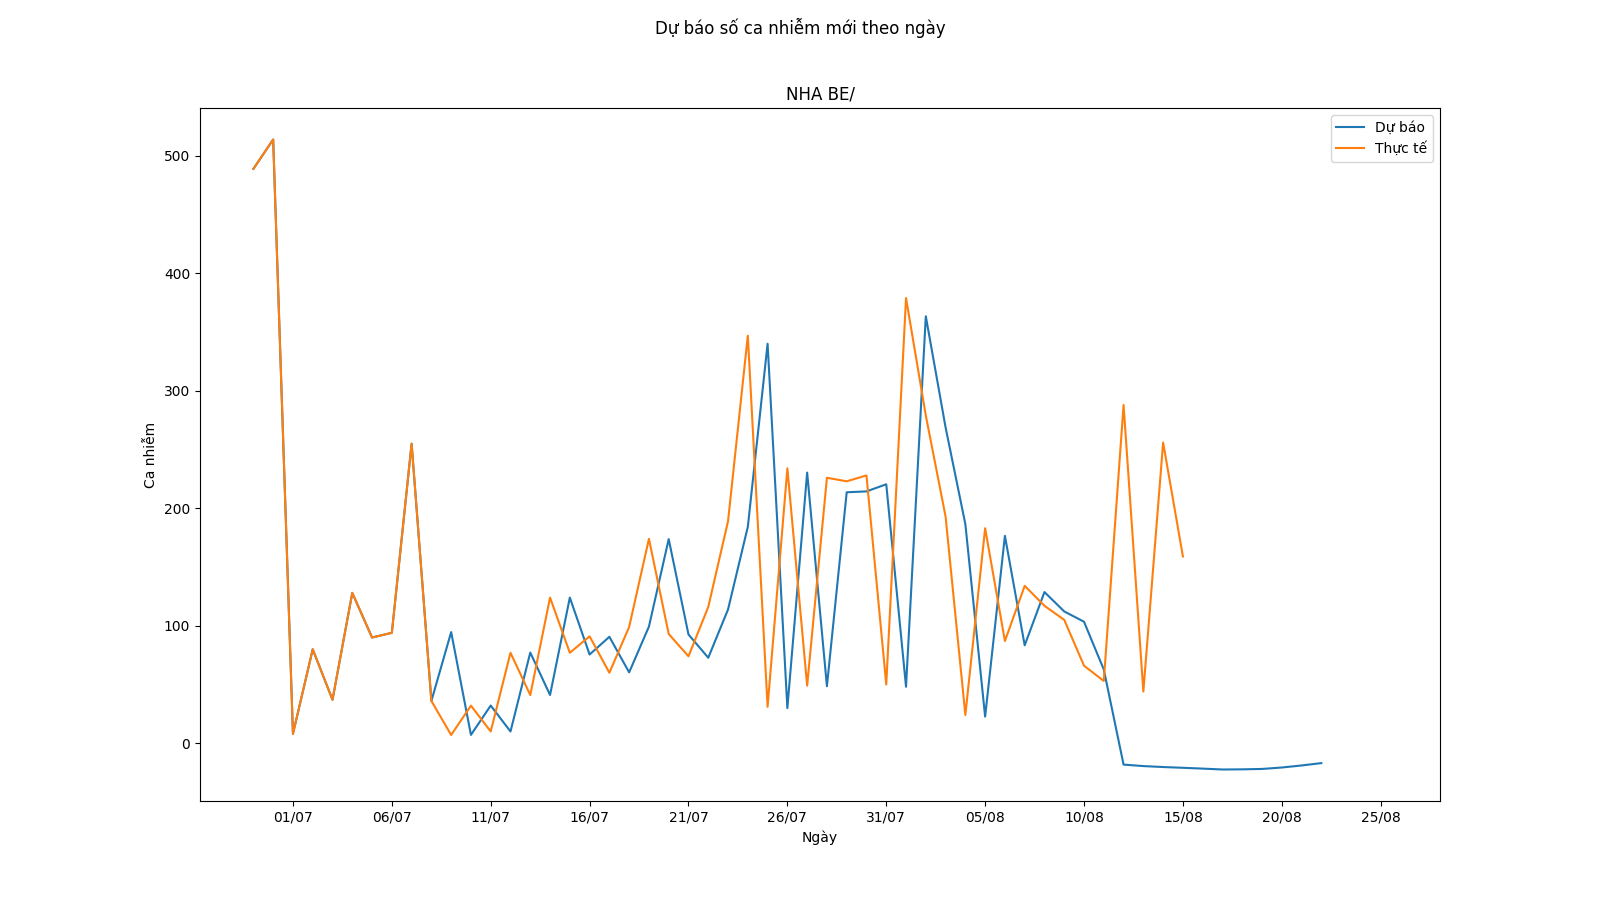 Dự báo số ca nhiễm mới theo ngày
NHA BE/
Dự báo
Thực tế
500
400
300
200
100
0
Ca nhiễm
01/07 06/07 11/07 16/07 21/07 26/07 31/07 05/08 10/08 15/08 20/08 25/08
Ngày